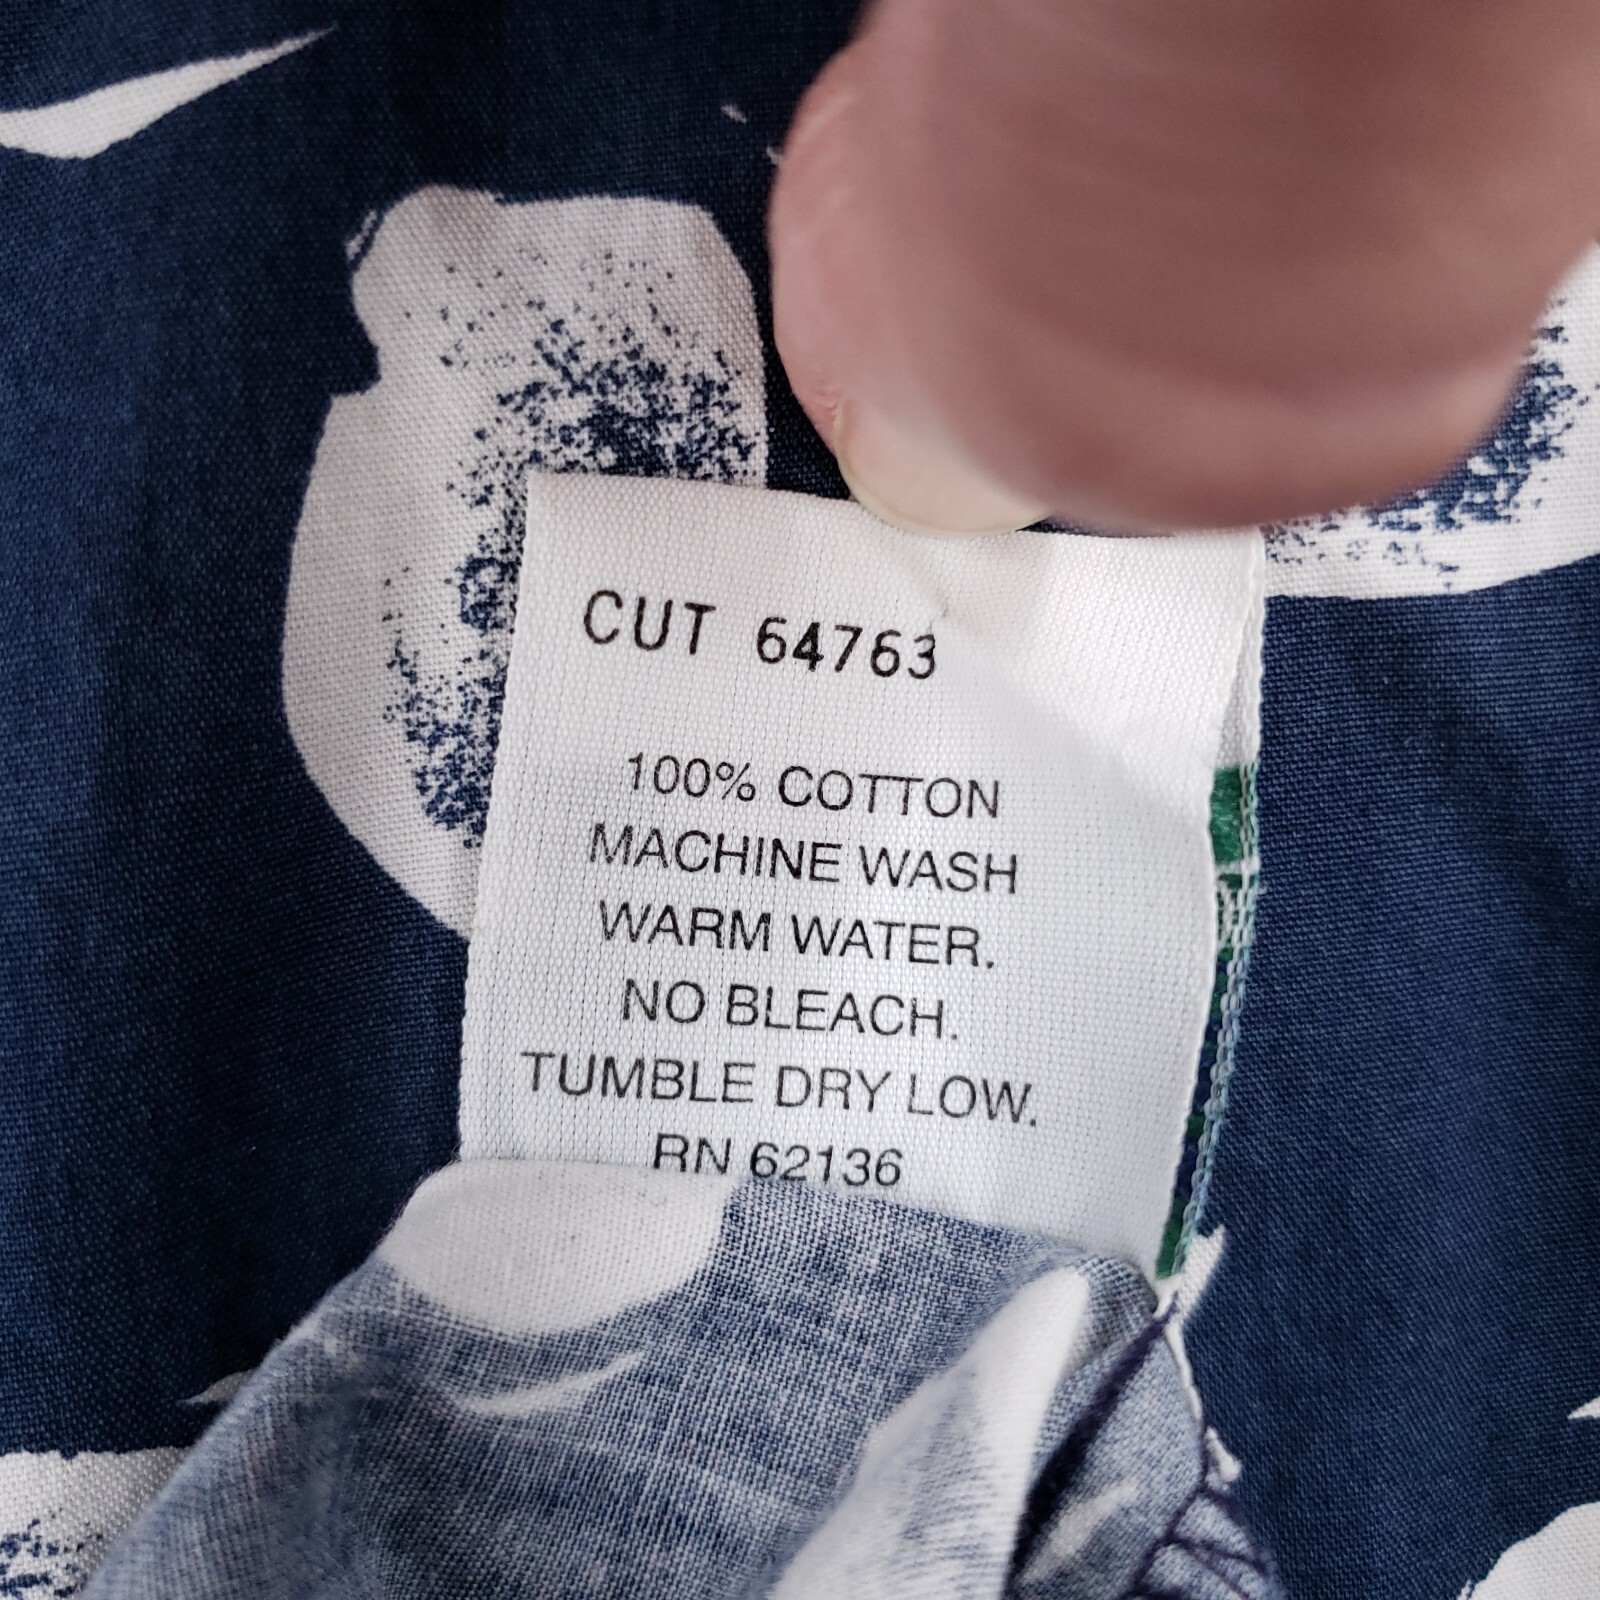 CUT 64763
100% COTTON
MACHINE WASH
WARM WATER.
NO BLEACH.
TUMBLE DRY LOW.
RN 62136